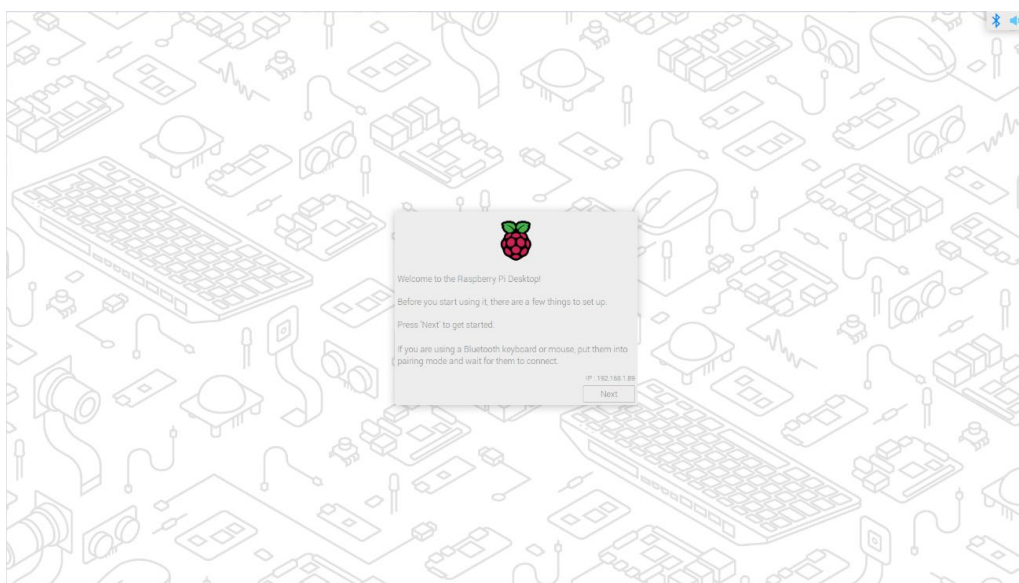 Welcome to the Raspberry Pi Desktop!
Before you start using it, there are a few things to set up.
Press 'Next' to get started.
If you are using a Bluetooth keyboard or mouse, put them into
pairing mode and wait for them to connect.
IP : 192.168.1.89
Next